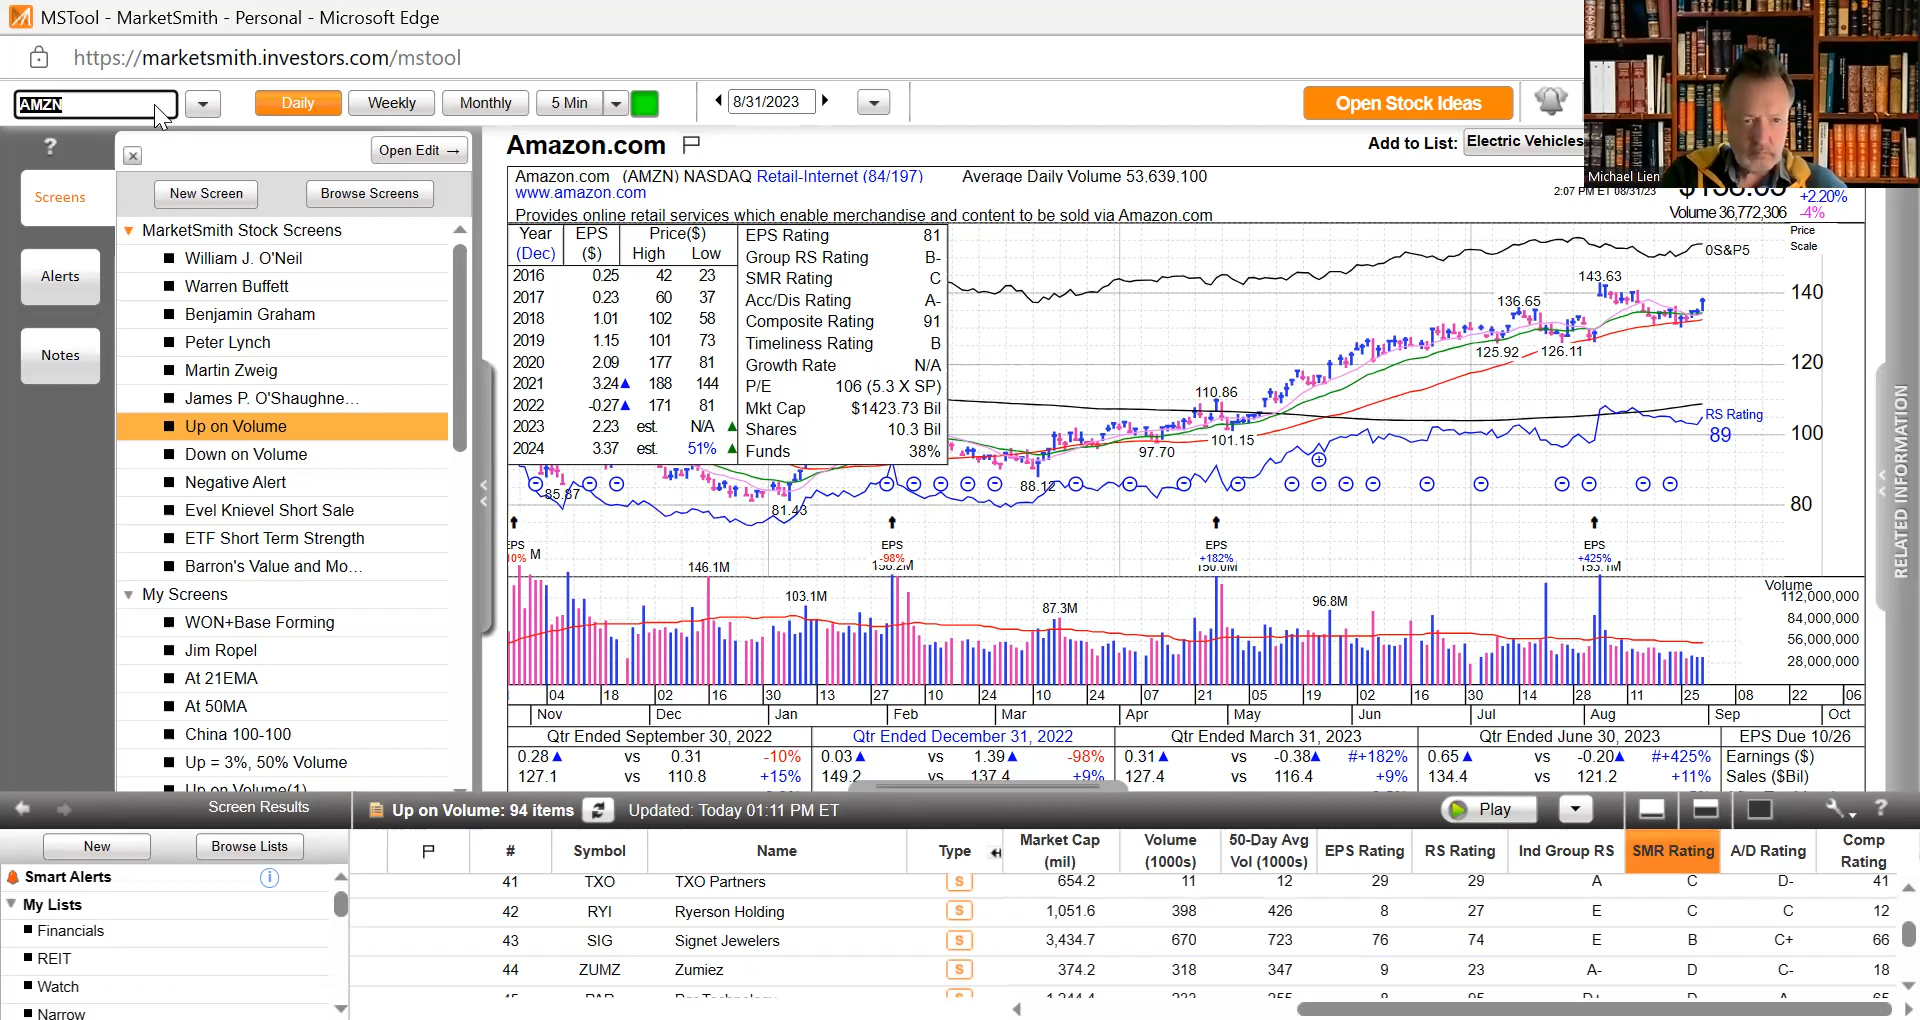 MSTool - MarketSmith - Personal - Microsoft Edge
https://marketsmith.investors.com/mstool
AMZN
Daily
Weekly
Monthly
5 Min
8/31/2023
Open Stock Ideas
Michael Lien
?
Screens
Alerts
Notes
Open Edit →
New Screen
Browse Screens
MarketSmith Stock Screens
William J. O'Neil
Warren Buffett
Benjamin Graham
Peter Lynch
Martin Zweig
James P. O'Shaughne…
Up on Volume
Down on Volume
Negative Alert
Evel Knievel Short Sale
ETF Short Term Strength
Barron's Value and Mo…
My Screens
WON+Base Forming
Jim Ropel
At 21EMA
At 50MA
China 100-100
Up = 3%, 50% Volume
Up on Volume(1)
Amazon.com
Add to List: Electric Vehicles
Amazon.com (AMZN) NASDAQ Retail-Internet (84/197) Average Daily Volume 53,639,100
www.amazon.com
2:07 PM ET 08/31/23
+2.20%
Provides online retail services which enable merchandise and content to be sold via Amazon.com
Volume 36,772,306 -4%
Year (Dec) EPS ($) Price($) High Low
2016 0.25 42 23
2017 0.23 60 37
2018 1.01 102 58
2019 1.15 101 73
2020 2.09 177 81
2021 3.24 188 144
2022 -0.27 171 81
2023 2.23 est. N/A
2024 3.37 est. 51%
EPS Rating 81
Group RS Rating B-
SMR Rating C
Acc/Dis Rating A-
Composite Rating 91
Timeliness Rating B
Growth Rate N/A
P/E 106 (5.3 X SP)
Mkt Cap $1423.73 Bil
Shares 10.3 Bil
Funds 38%
Price Scale
0S&P5
140
120
100
80
143.63
136.65
125.92
126.11
110.86
101.15
97.70
88.12
85.87
81.43
RS Rating
89
EPS
EPS -98%
EPS +182%
EPS +425%
146.1M
103.1M
87.3M
96.8M
Volume
112,000,000
84,000,000
56,000,000
28,000,000
04 18 02 16 30 13 27 10 24 10 24 07 21 05 19 02 16 30 14 28 11 25 08 22 06
Nov Dec Jan Feb Mar Apr May Jun Jul Aug Sep Oct
Qtr Ended September 30, 2022 Qtr Ended December 31, 2022 Qtr Ended March 31, 2023 Qtr Ended June 30, 2023 EPS Due 10/26
0.28 vs 0.31 -10% 0.03 vs 1.39 -98% 0.31 vs -0.38 #+182% 0.65 vs -0.20 #+425% Earnings ($)
127.1 vs 110.8 +15% 149.2 vs 137.4 +9% 127.4 vs 116.4 +9% 134.4 vs 121.2 +11% Sales ($Bil)
RELATED INFORMATION
Screen Results
Up on Volume: 94 items
Updated: Today 01:11 PM ET
Play
?
New
Browse Lists
Smart Alerts
My Lists
Financials
REIT
Watch
Narrow
# Symbol Name Type Market Cap (mil) Volume (1000s) 50-Day Avg Vol (1000s) EPS Rating RS Rating Ind Group RS SMR Rating A/D Rating Comp Rating
41 TXO TXO Partners S 654.2 11 12 29 29 A C D- 41
42 RYI Ryerson Holding S 1,051.6 398 426 8 27 E C C 12
43 SIG Signet Jewelers S 3,434.7 670 723 76 74 E B C+ 66
44 ZUMZ Zumiez S 374.2 318 347 9 23 A- D C- 18